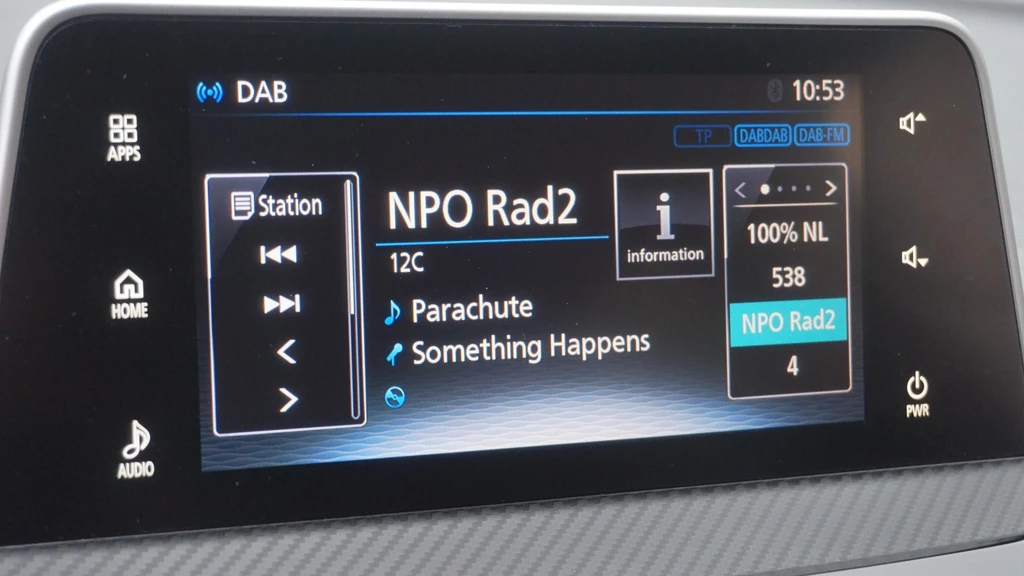 DAB
10:53
TP
DABDAB
DAB-FM
APPS
HOME
AUDIO
Station
NPO Rad2
12C
Parachute
Something Happens
i
information
100% NL
538
NPO Rad2
4
PWR